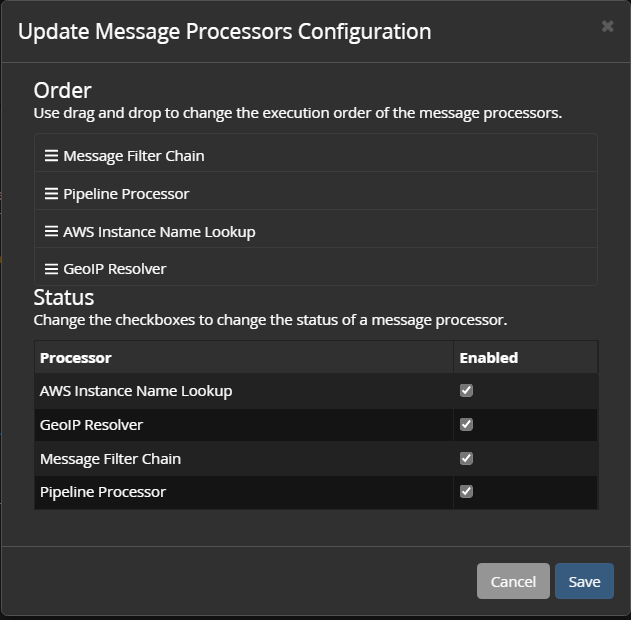 Update Message Processors Configuration
Order
Use drag and drop to change the execution order of the message processors.
Message Filter Chain
Pipeline Processor
AWS Instance Name Lookup
GeoIP Resolver
Status
Change the checkboxes to change the status of a message processor.
Processor Enabled
AWS Instance Name Lookup
GeoIP Resolver
Message Filter Chain
Pipeline Processor
Cancel Save